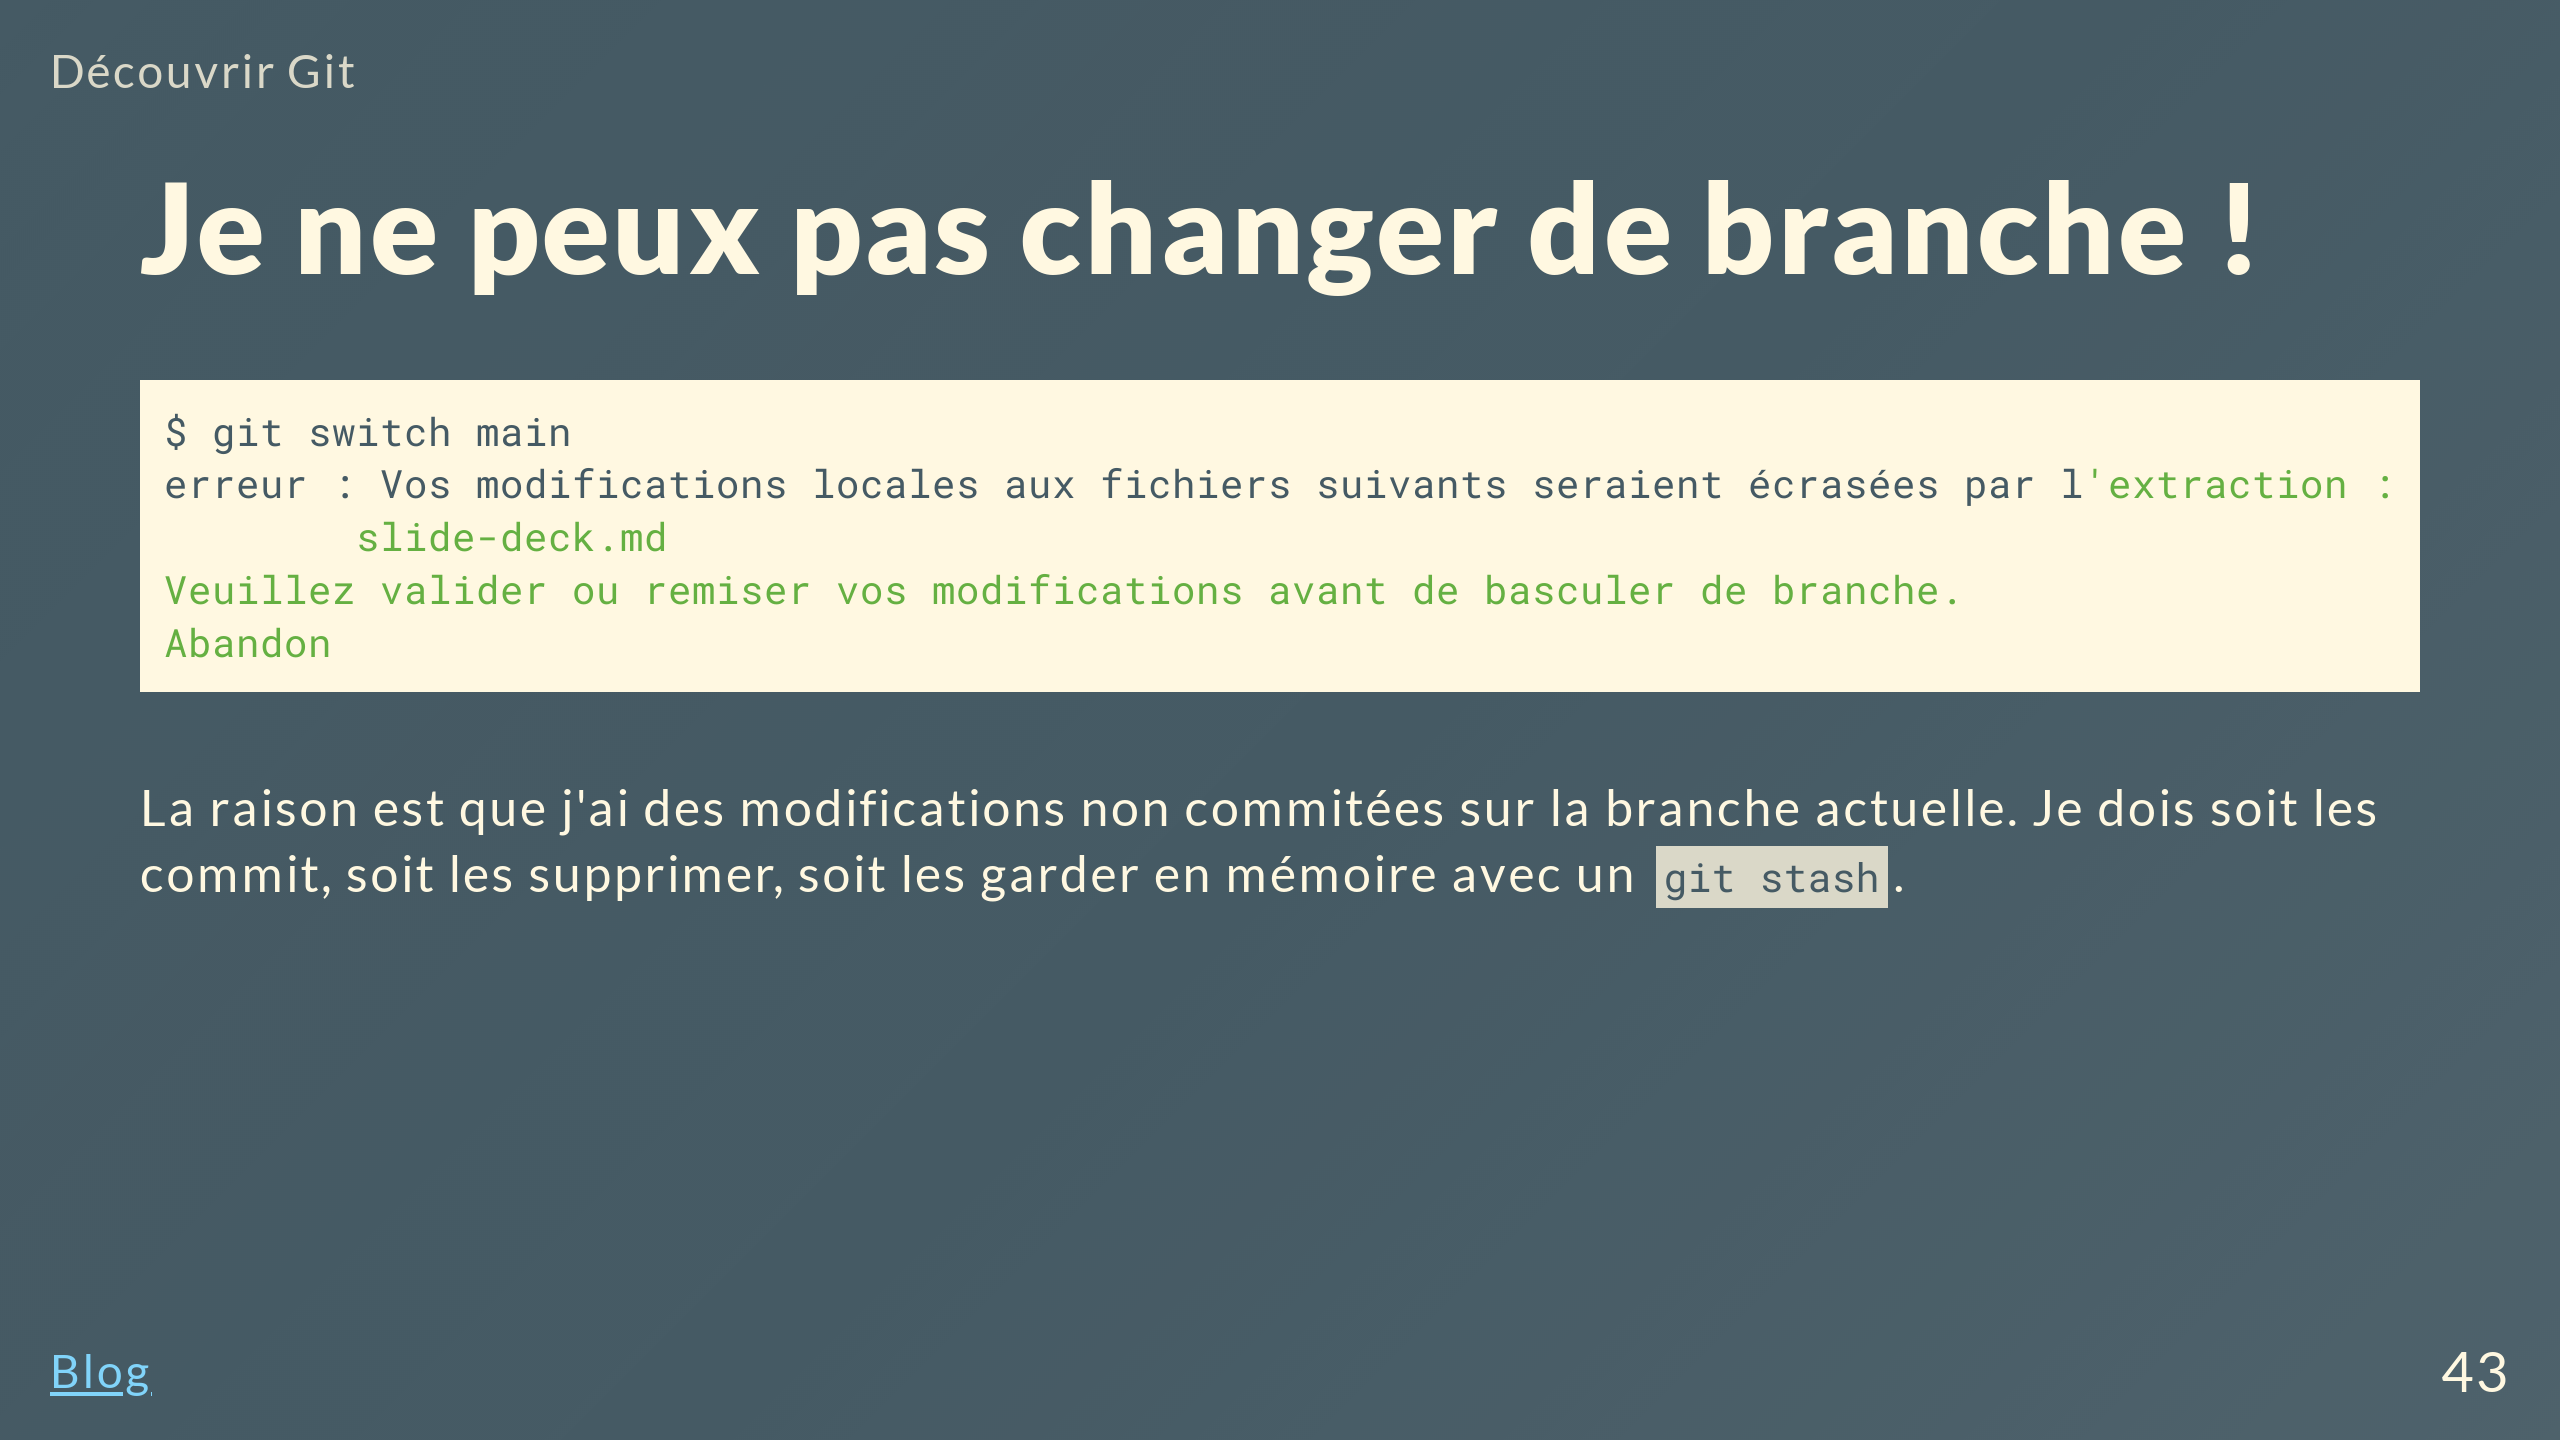 Découvrir Git
Je ne peux pas changer de branche !
$ git switch main
erreur : Vos modifications locales aux fichiers suivants seraient écrasées par l'extraction :
        slide-deck.md
Veuillez valider ou remiser vos modifications avant de basculer de branche.
Abandon
La raison est que j'ai des modifications non commitées sur la branche actuelle. Je dois soit les
commit, soit les supprimer, soit les garder en mémoire avec un git stash.
Blog
43